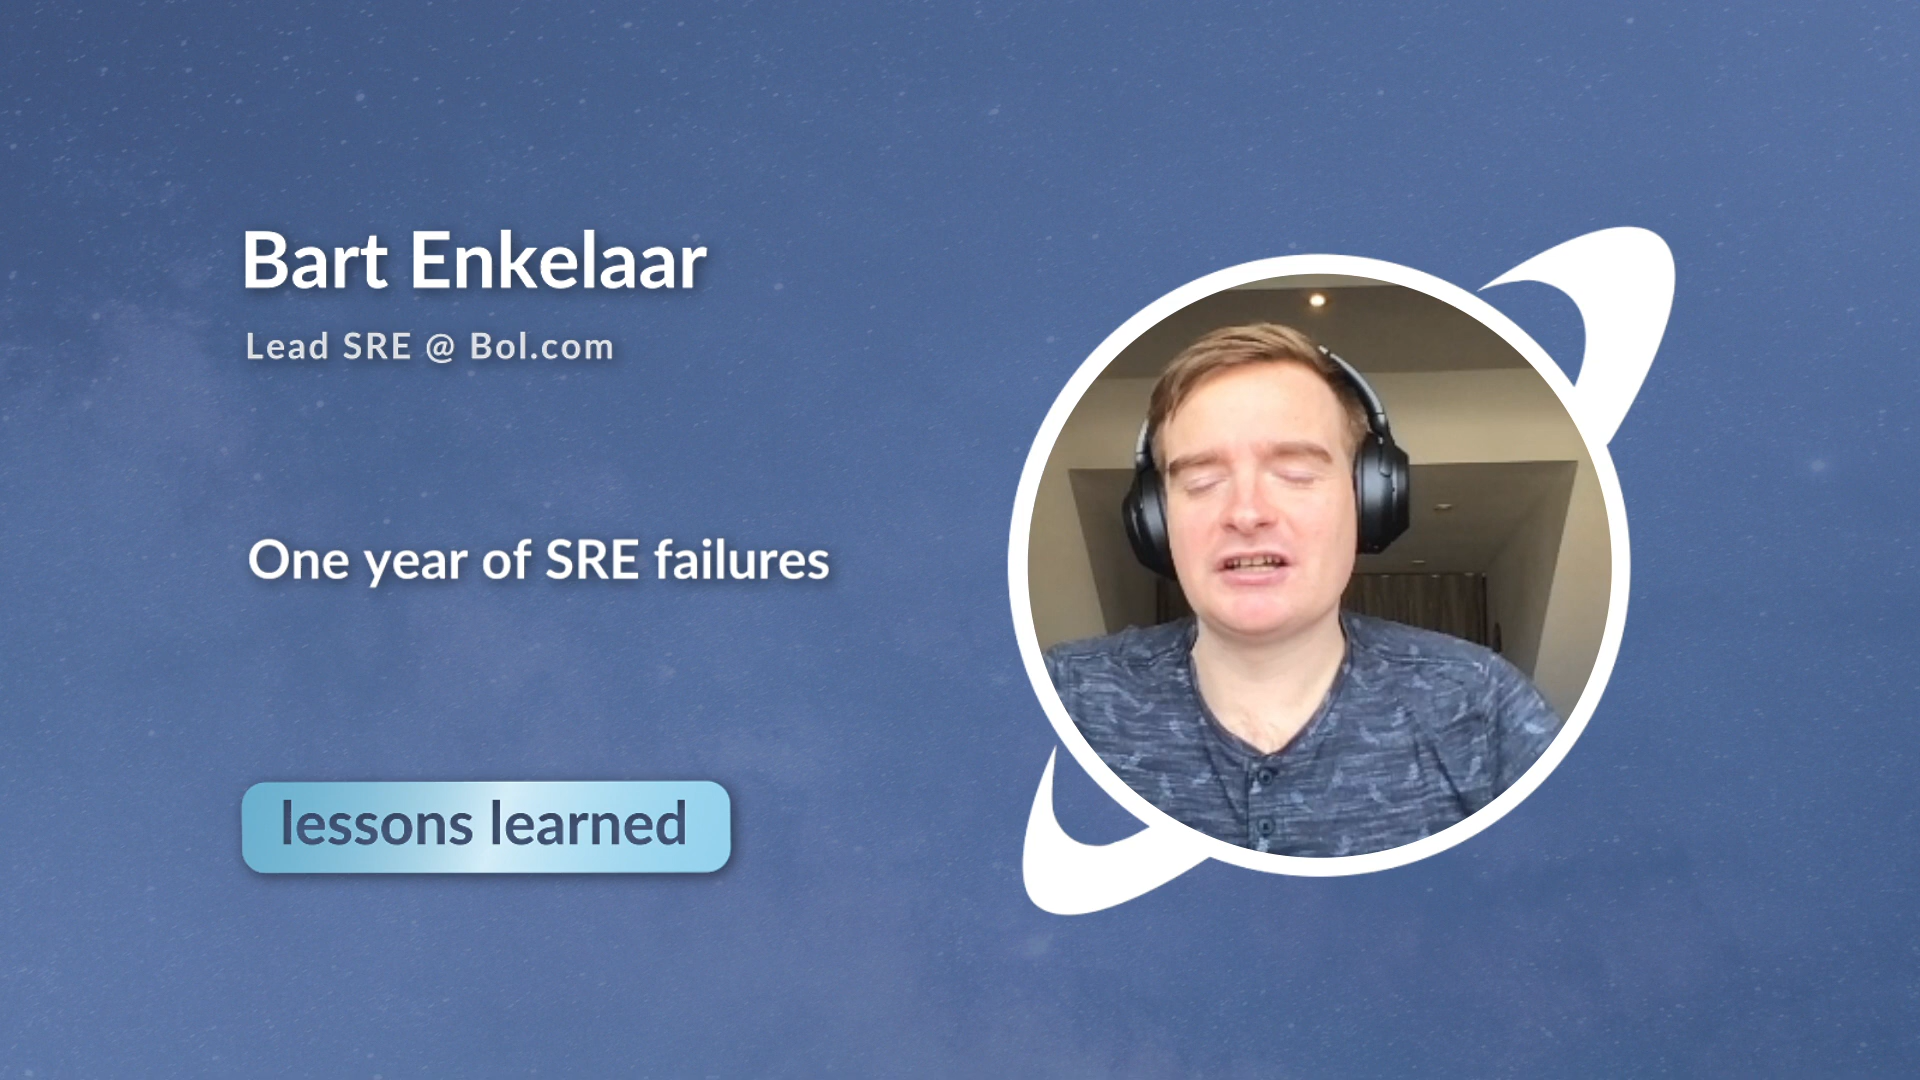 Bart Enkelaar
Lead SRE @ Bol.com
One year of SRE failures
lessons learned